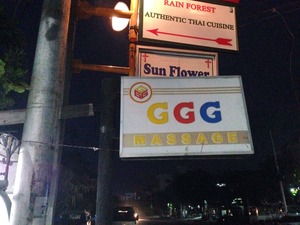 RAIN FOREST
AUTHENTIC THAI CUISINE
Sun Flower
GGG
MASSAGE